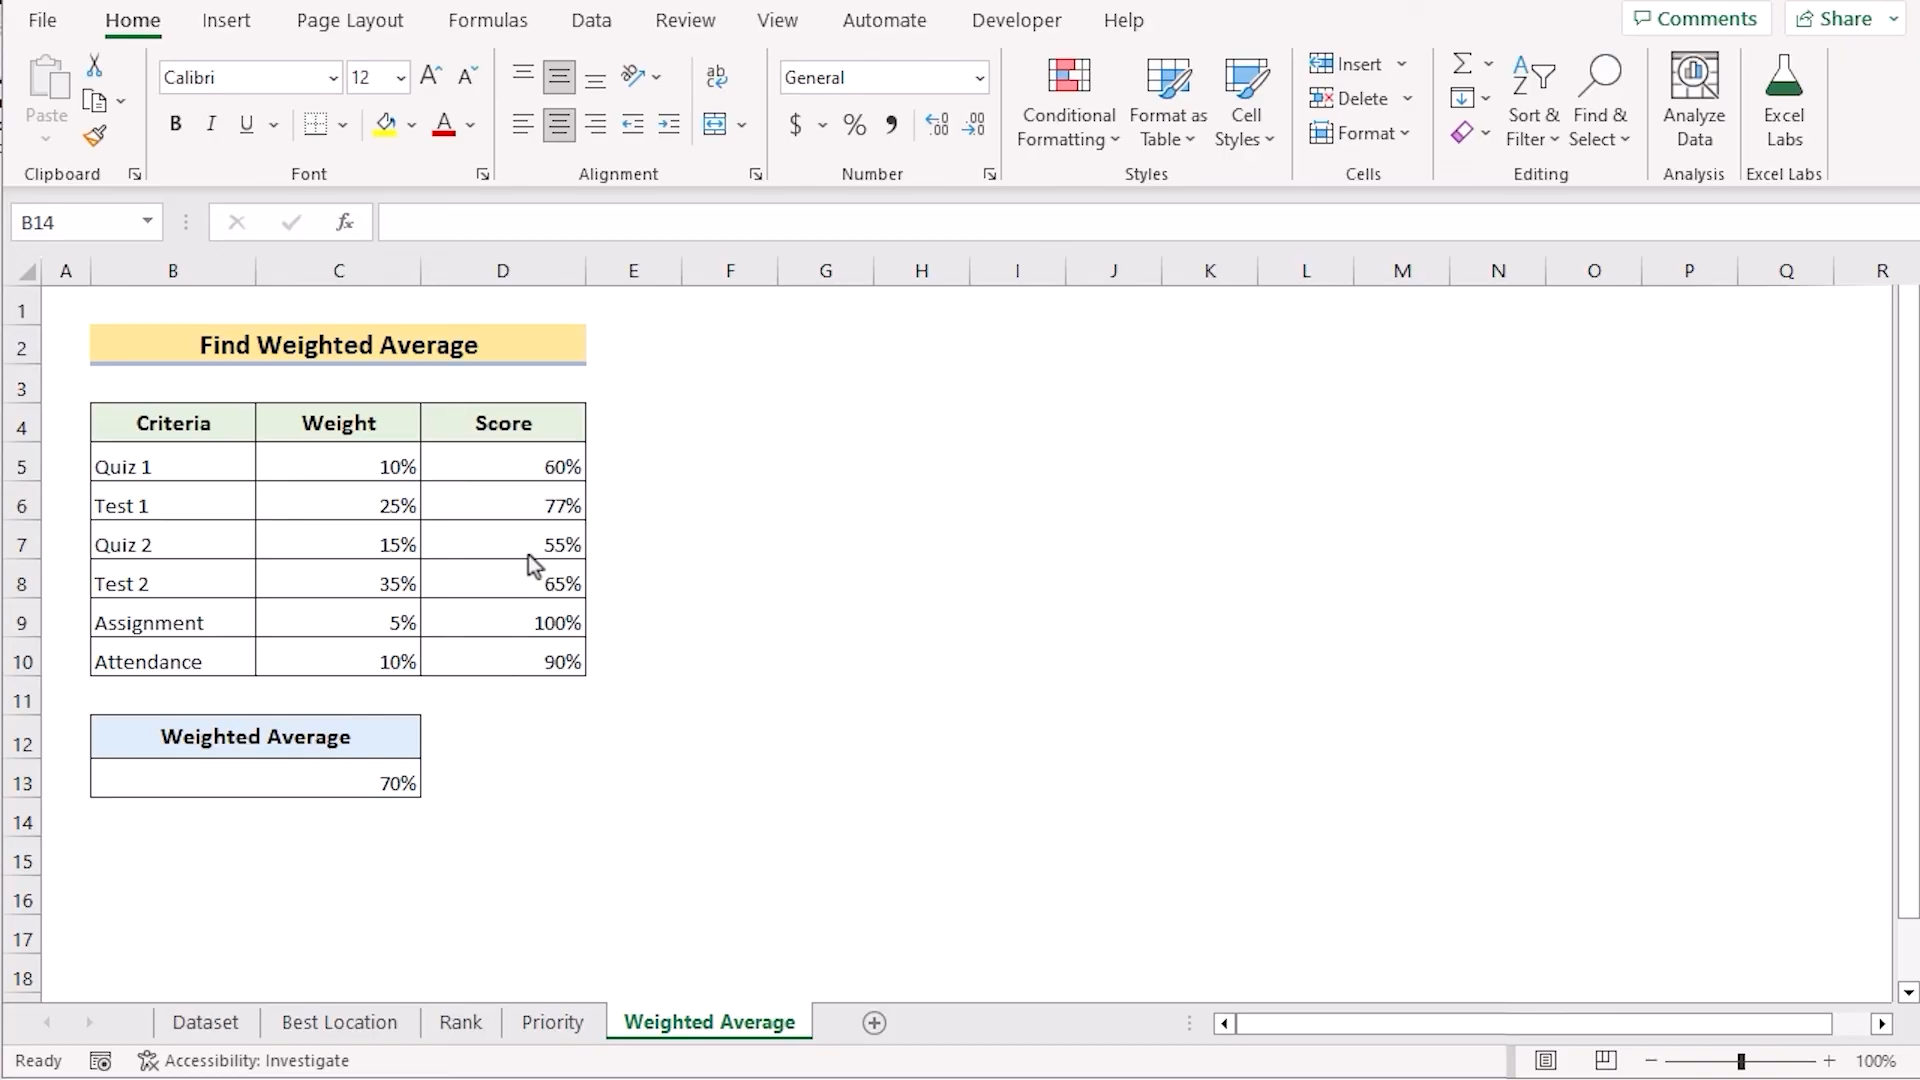 File Home Insert Page Layout Formulas Data Review View Automate Developer Help Comments Share
Paste
Clipboard
Calibri 12
B I U A
Font
ab
Alignment
General
$ % 9
Number
Conditional Formatting
Format as Table
Cell Styles
Styles
Insert
Delete
Format
Cells
Sort & Filter
Find & Select
Editing
Analyze Data
Analysis
Excel Labs
Excel Labs
B14 fx
A B C D E F G H I J K L M N O P Q R
1
2 Find Weighted Average
3
4 Criteria Weight Score
5 Quiz 1 10% 60%
6 Test 1 25% 77%
7 Quiz 2 15% 55%
8 Test 2 35% 65%
9 Assignment 5% 100%
10 Attendance 10% 90%
11
12 Weighted Average
13 70%
14
15
16
17
18
Dataset Best Location Rank Priority Weighted Average
Ready Accessibility: Investigate 100%